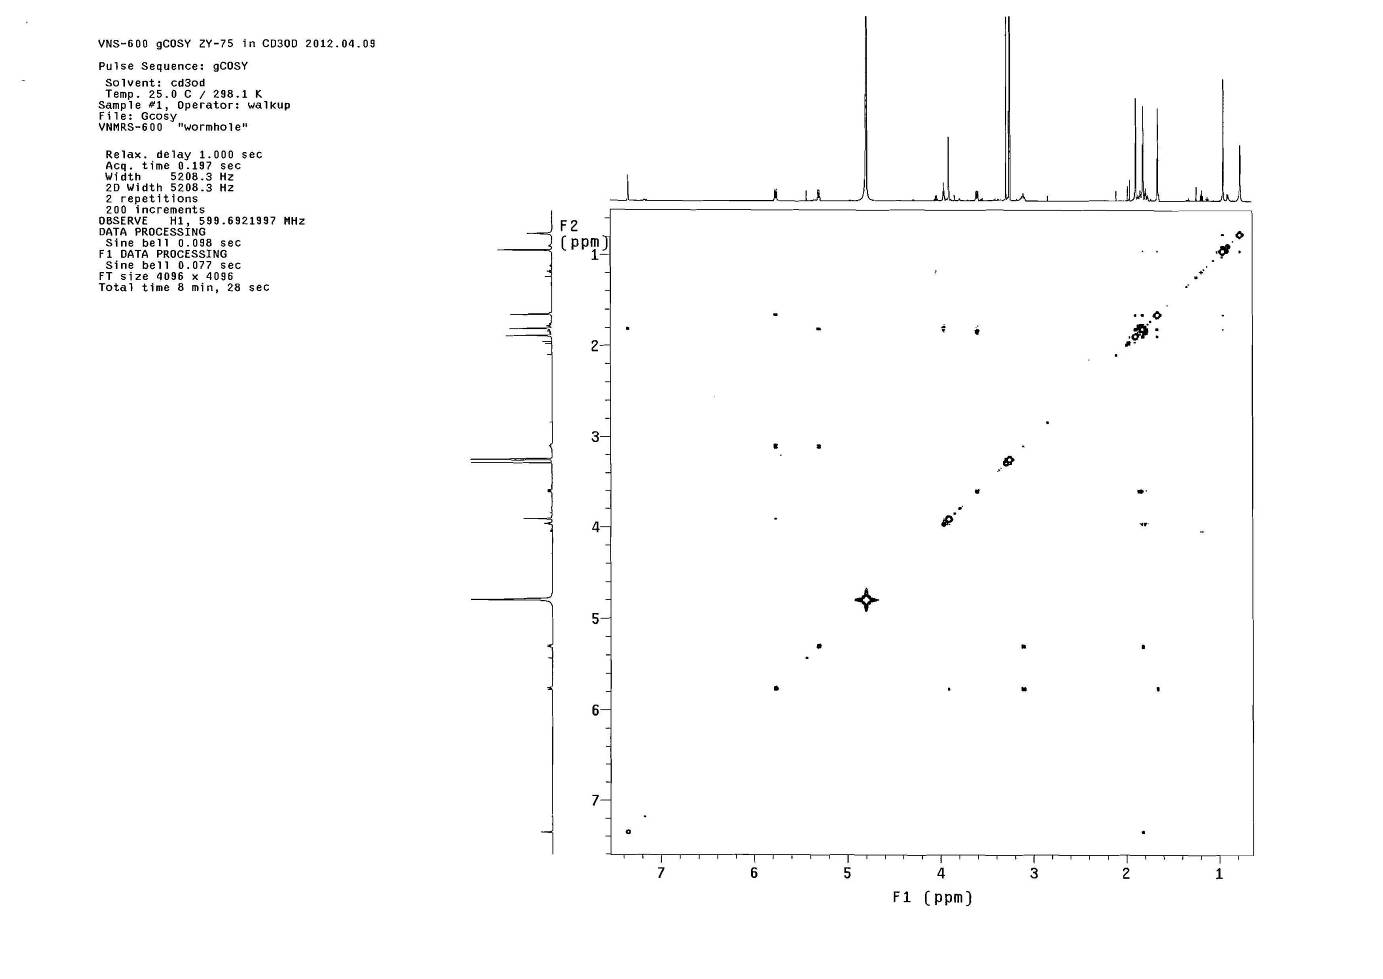 VNS-600 gCOSY ZY-75 in CD3OD 2012.04.09
Pulse Sequence: gCOSY
Solvent: cd3od
Temp. 25.0 C / 298.1 K
Sample #1, Operator: walkup
File: Gcosy
VNMRS-600 "wormhole"
Relax. delay 1.000 sec
Acq. time 0.197 sec
Width 5208.3 Hz
2D Width 5208.3 Hz
2 repetitions
200 increments
OBSERVE H1, 599.6921997 MHz
DATA PROCESSING
Sine bell 0.098 sec
F1 DATA PROCESSING
Sine bell 0.077 sec
FT size 4096 x 4096
Total time 8 min, 28 sec
F2
(ppm)
1
2
3
4
5
6
7
7 6 5 4 3 2 1
F1 (ppm)